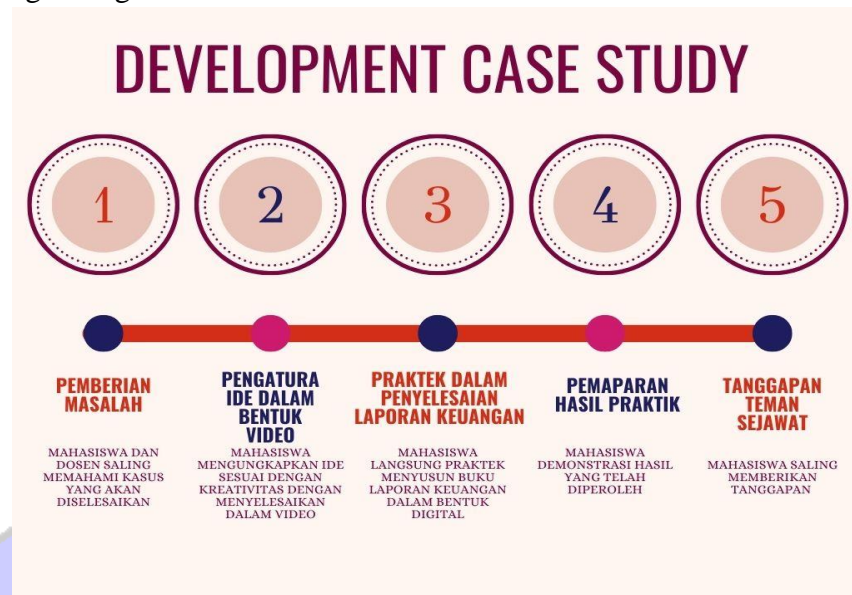 DEVELOPMENT CASE STUDY
1
2
3
4
5
PEMBERIAN
MASALAH
MAHASISWA DAN
DOSEN SALING
MEMAHAMI KASUS
YANG AKAN
DISELESAIKAN
PENGATURA
IDE DALAM
BENTUK
VIDEO
MAHASISWA
MENGUNGKAPKAN IDE
SESUAI DENGAN
KREATIVITAS DENGAN
MENYELESAIKAN
DALAM VIDEO
PRAKTEK DALAM
PENYELESAIAN
LAPORAN KEUANGAN
MAHASISWA
LANGSUNG PRAKTEK
MENYUSUN BUKU
LAPORAN KEUANGAN
DALAM BENTUK
DIGITAL
PEMAPARAN
HASIL PRAKTIK
MAHASISWA
DEMONSTRASI HASIL
YANG TELAH
DIPEROLEH
TANGGAPAN
TEMAN
SEJAWAT
MAHASISWA SALING
MEMBERIKAN
TANGGAPAN